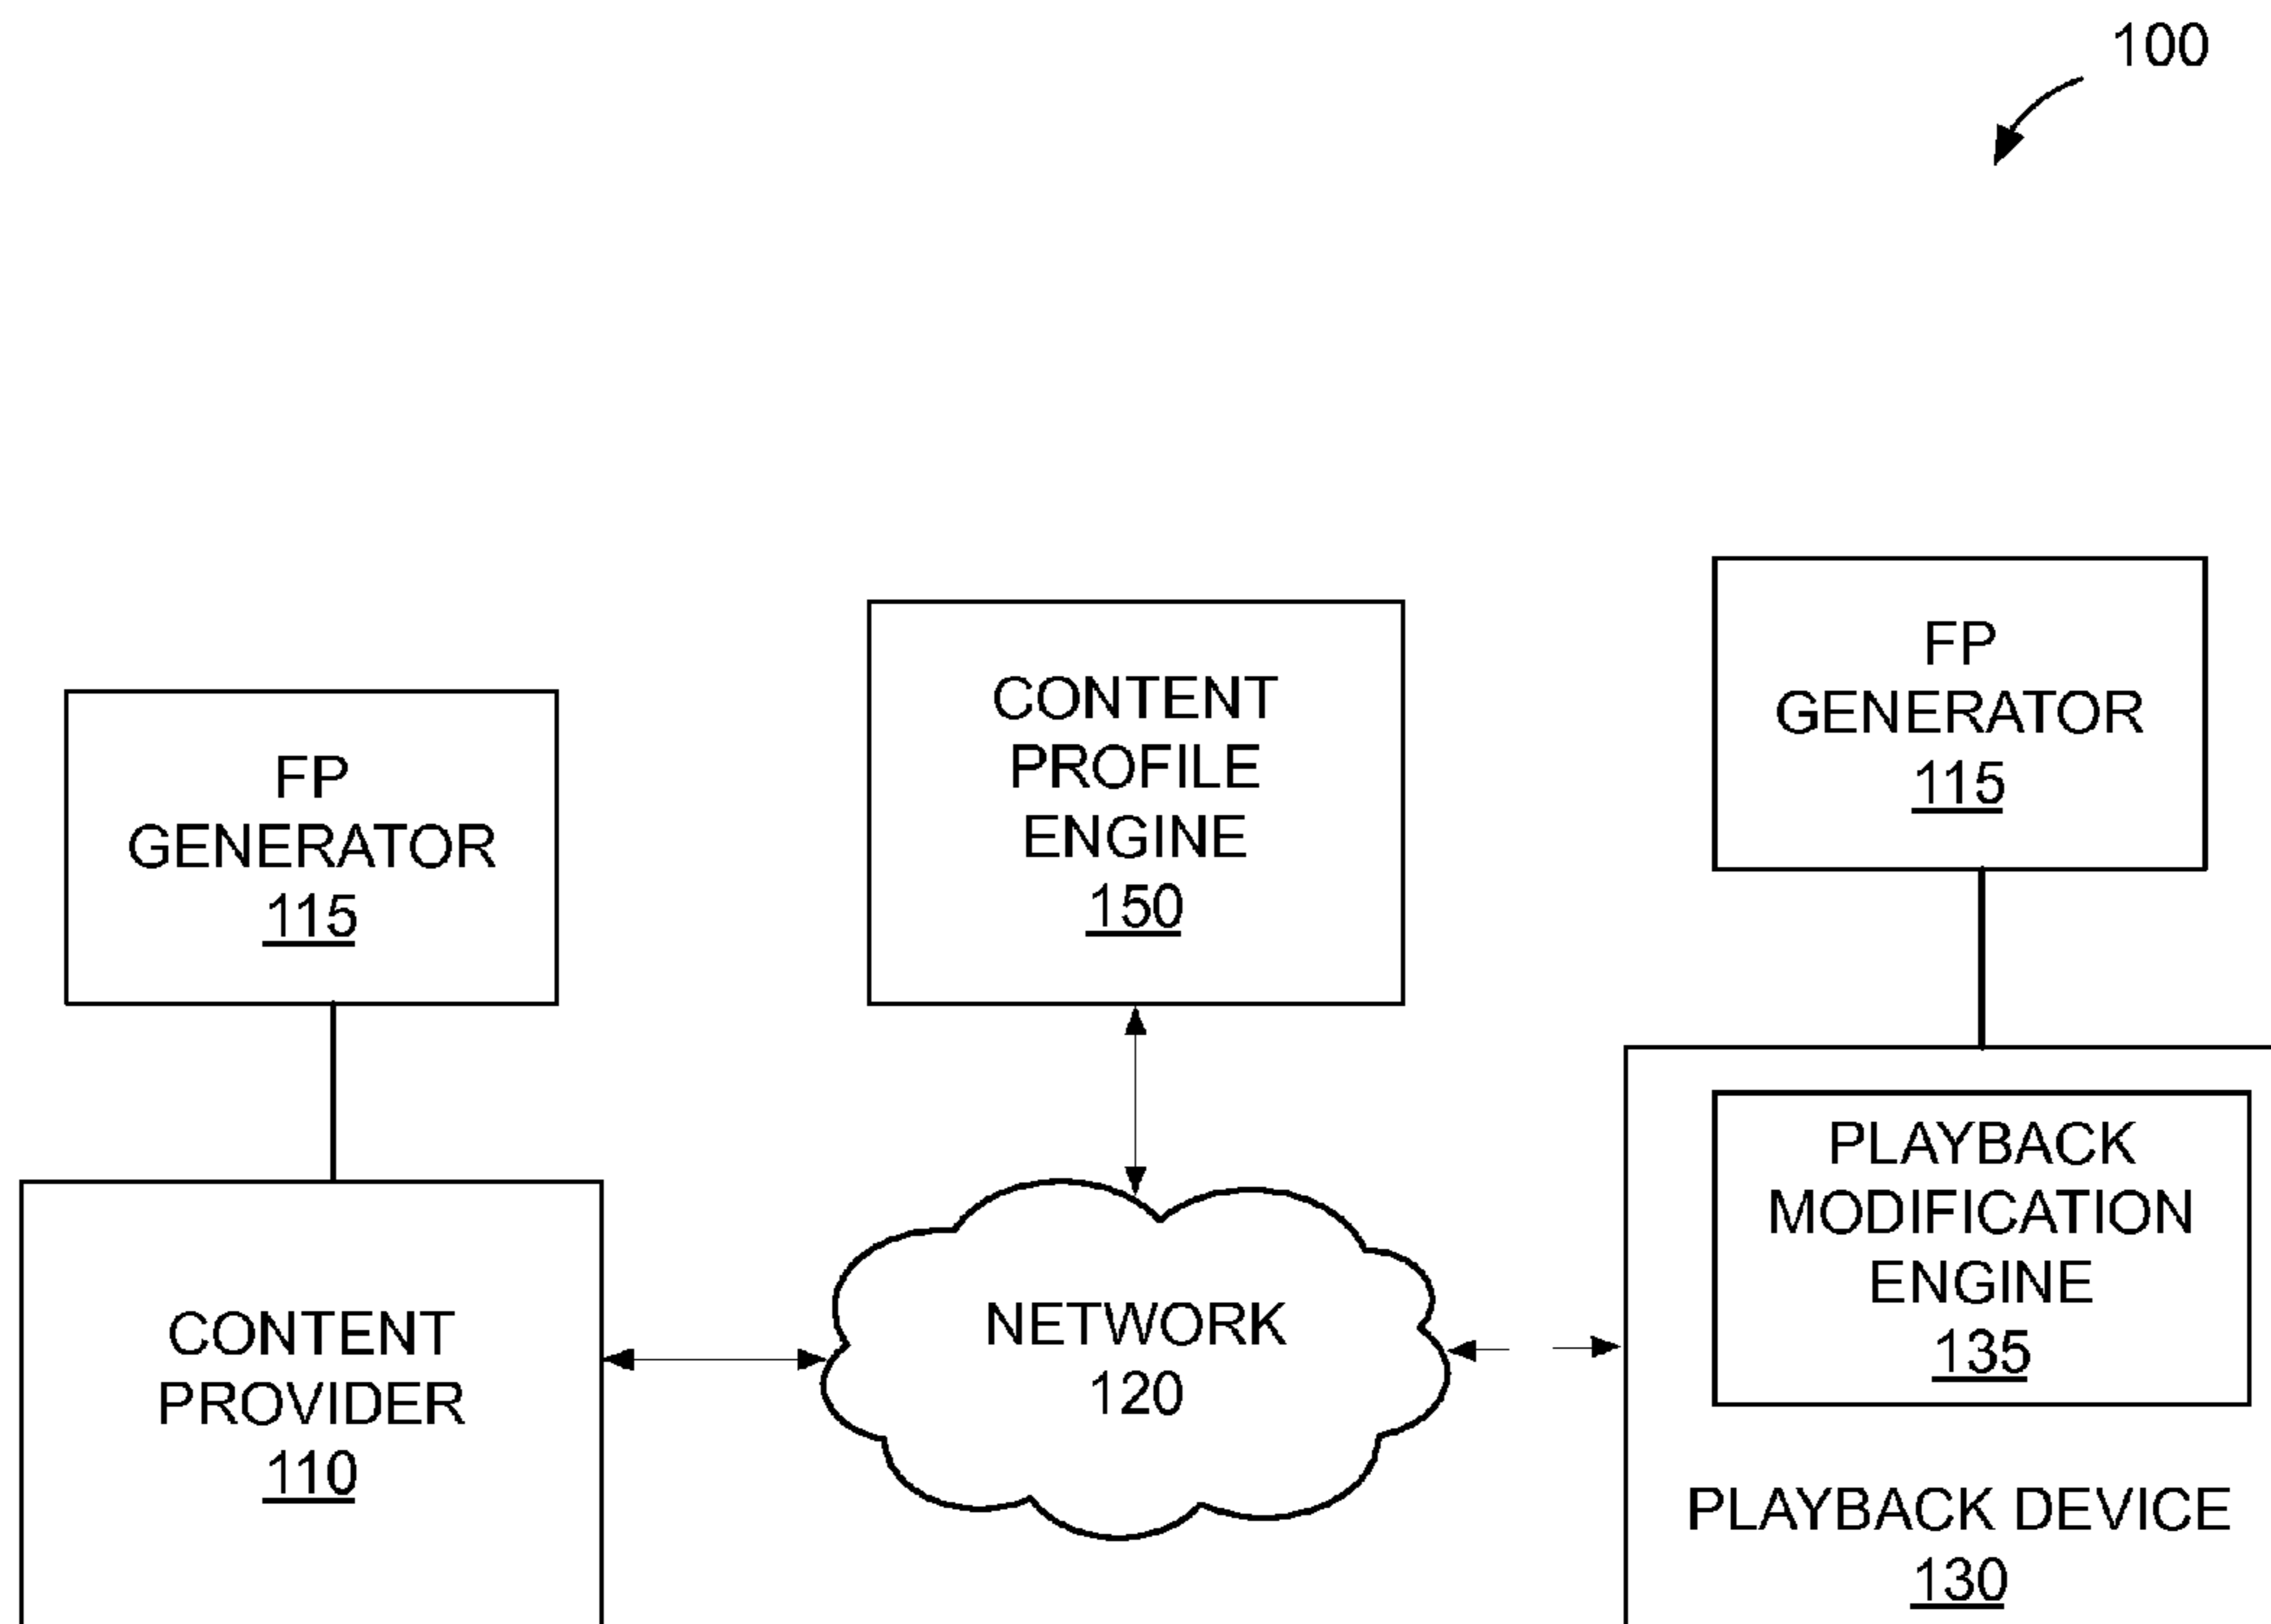 100
FP
GENERATOR
115
CONTENT
PROFILE
ENGINE
150
FP
GENERATOR
115
CONTENT
PROVIDER
110
NETWORK
120
PLAYBACK
MODIFICATION
ENGINE
135
PLAYBACK DEVICE
130